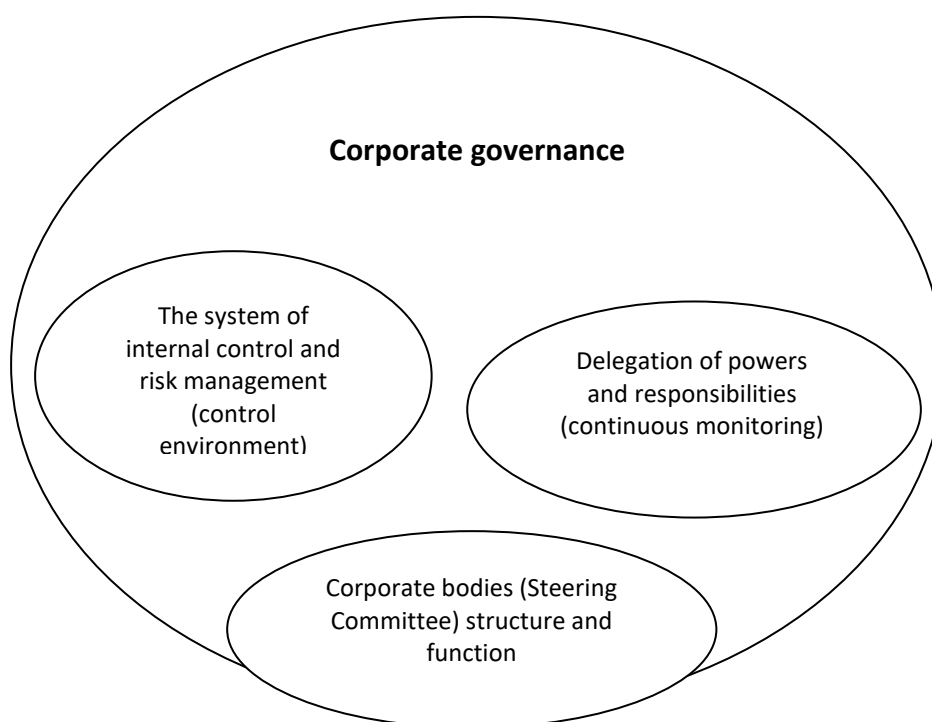 Corporate governance
The system of
internal control and
risk management
(control
environment)
Delegation of powers
and responsibilities
(continuous monitoring)
Corporate bodies (Steering
Committee) structure and
function